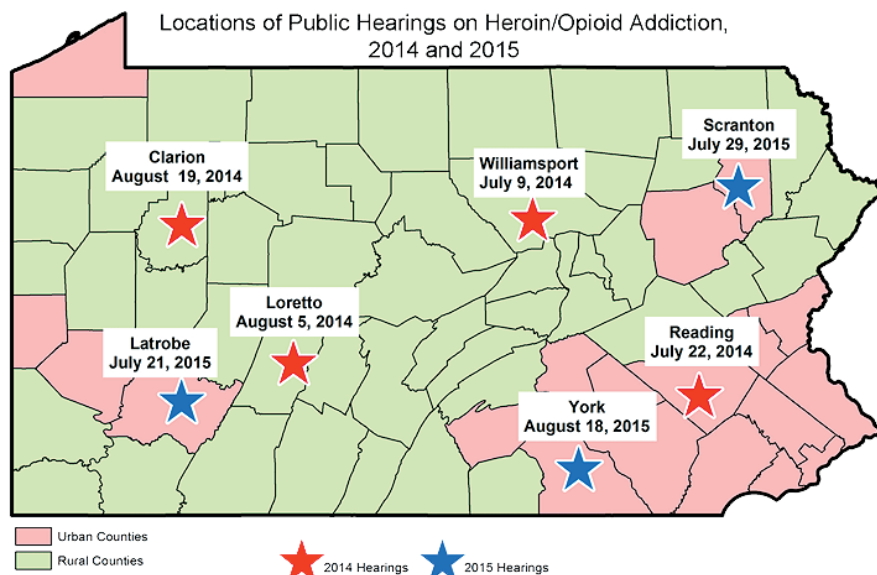 Locations of Public Hearings on Heroin/Opioid Addiction,
2014 and 2015
Scranton
July 29, 2015
Clarion
August 19, 2014
Williamsport
July 9, 2014
Loretto
August 5, 2014
Latrobe
July 21, 2015
Reading
July 22, 2014
York
August 18, 2015
Urban Counties
Rural Counties
2014 Hearings
2015 Hearings